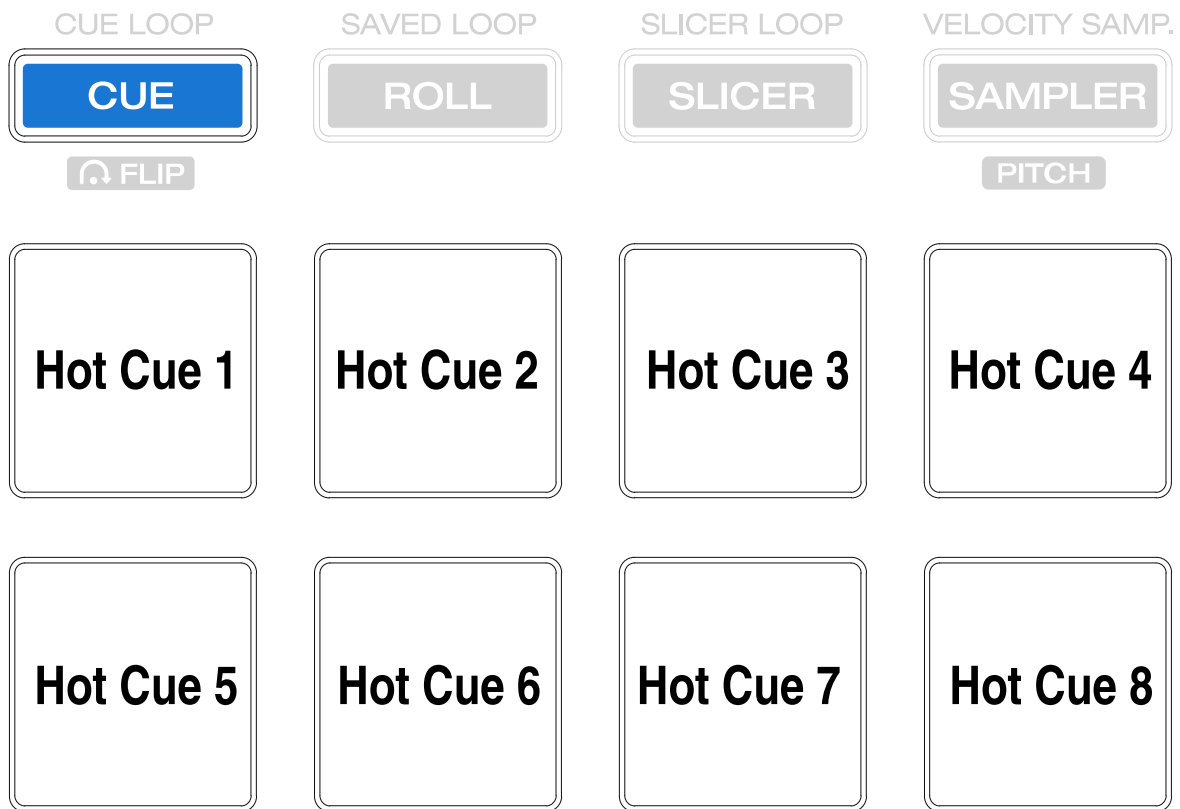 CUE LOOP SAVED LOOP SLICER LOOP VELOCITY SAMP.
CUE ROLL SLICER SAMPLER
FLIP PITCH
Hot Cue 1 Hot Cue 2 Hot Cue 3 Hot Cue 4
Hot Cue 5 Hot Cue 6 Hot Cue 7 Hot Cue 8